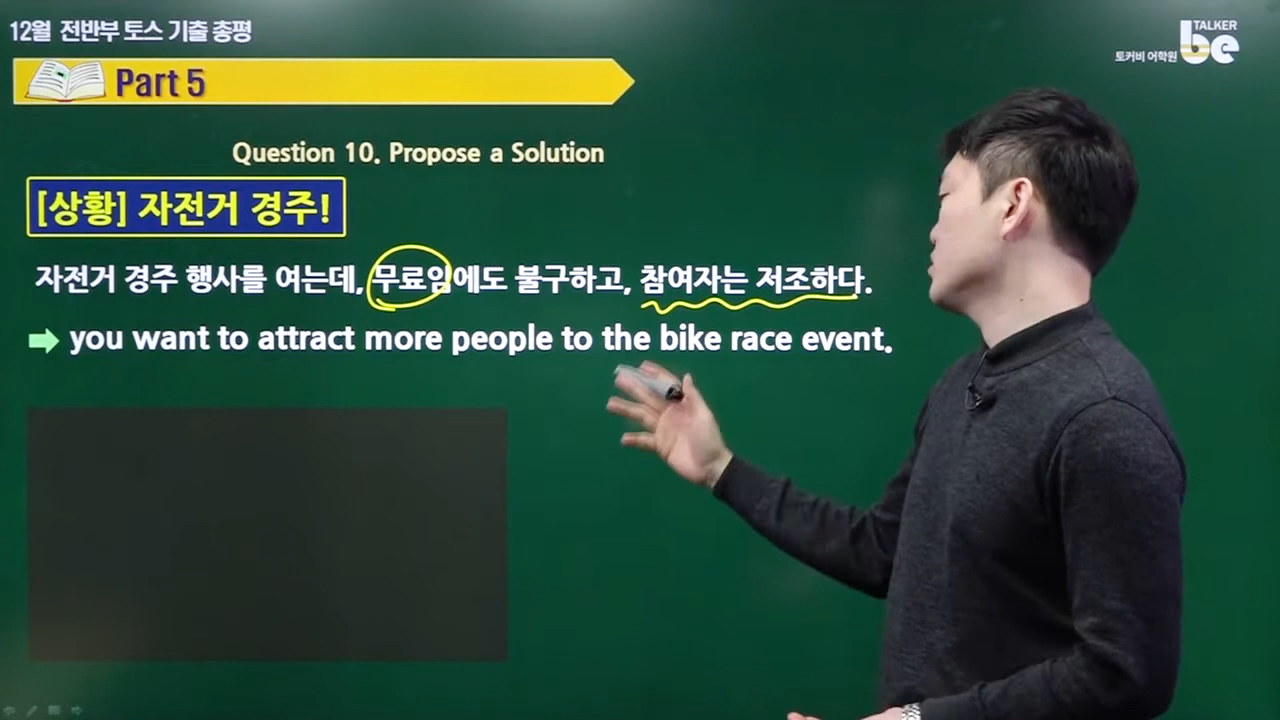 12월 전반부 토스 기출 총평
TALKER
be
토커비 어학원
Part 5
Question 10. Propose a Solution
[상황] 자전거 경주!
자전거 경주 행사를 여는데, 무료임에도 불구하고, 참여자는 저조하다.
you want to attract more people to the bike race event.